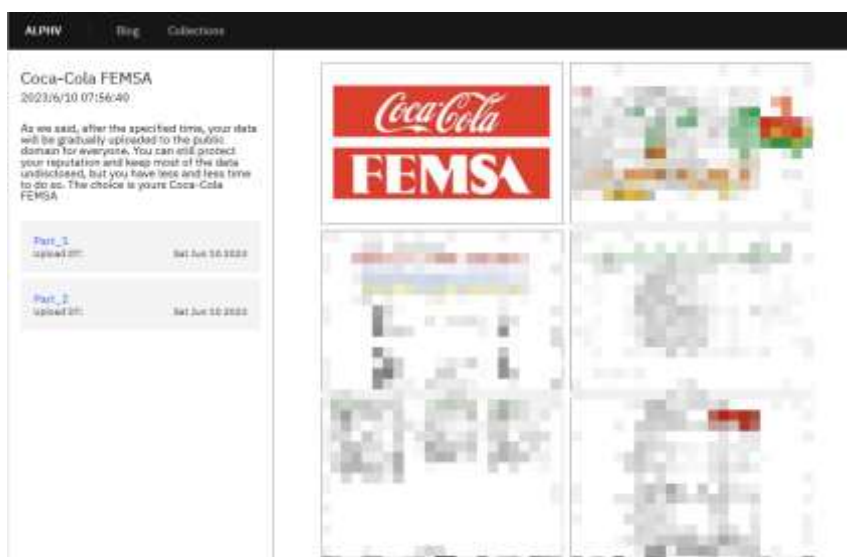 ALPHV
Blog
Collections
Coca-Cola FEMSA
2023/6/10 07:56:40
As we said, after the specified time, your data
will be gradually uploaded to the public
domain for everyone. You can still protect
your reputation and keep most of the data
undisclosed, but you have less and less time
to do so. The choice is yours Coca-Cola
FEMSA
Part_1
Sat Jun 10 2023
Part_2
Sat Jun 10 2023
Coca-Cola
FEMSA